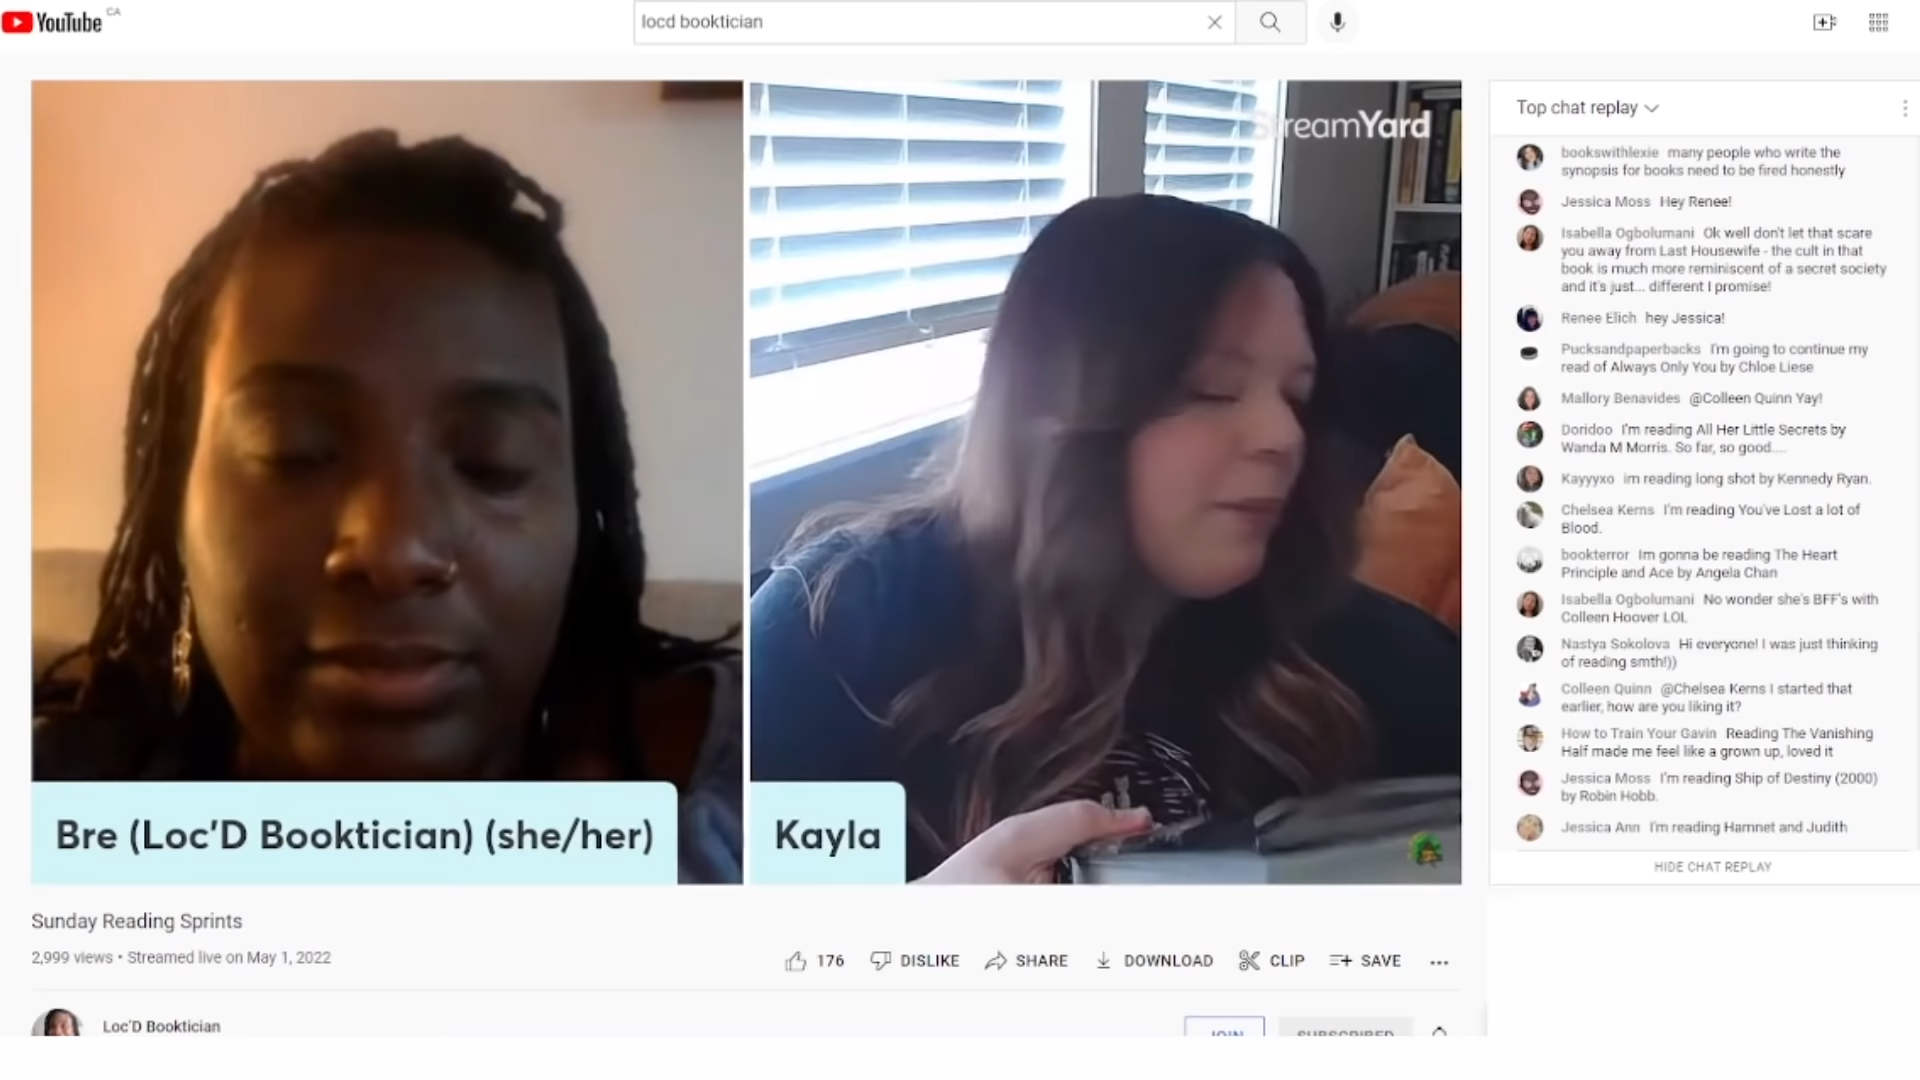 YouTube CA
locd booktician
StreamYard
Bre (Loc'D Booktician) (she/her)
Kayla
Top chat replay
bookswithlexie many people who write the
synopsis for books need to be fired honestly
Jessica Moss Hey Renee!
Isabella Ogbolumani Ok well don't let that scare
you away from Last Housewife - the cult in that
book is much more reminiscent of a secret society
and it's just... different I promise!
Renee Elich hey Jessica!
Pucksandpaperbacks I'm going to continue my
read of Always Only You by Chloe Liese
Mallory Benavides @Colleen Quinn Yay!
Doridoo I'm reading All Her Little Secrets by
Wanda M Morris. So far, so good....
Kayyyxo im reading long shot by Kennedy Ryan.
Chelsea Kerns I'm reading You've Lost a lot of
Blood.
bookterror Im gonna be reading The Heart
Principle and Ace by Angela Chan
Isabella Ogbolumani No wonder she's BFF's with
Colleen Hoover LOL
Nastya Sokolova Hi everyone! I was just thinking
of reading smth!))
Colleen Quinn @Chelsea Kerns I started that
earlier, how are you liking it?
How to Train Your Gavin Reading The Vanishing
Half made me feel like a grown up, loved it
Jessica Moss I'm reading Ship of Destiny (2000)
by Robin Hobb.
Jessica Ann I'm reading Hamnet and Judith
HIDE CHAT REPLAY
Sunday Reading Sprints
2,999 views • Streamed live on May 1, 2022
176 DISLIKE SHARE DOWNLOAD CLIP SAVE
Loc'D Booktician
JOIN SUBSCRIBED